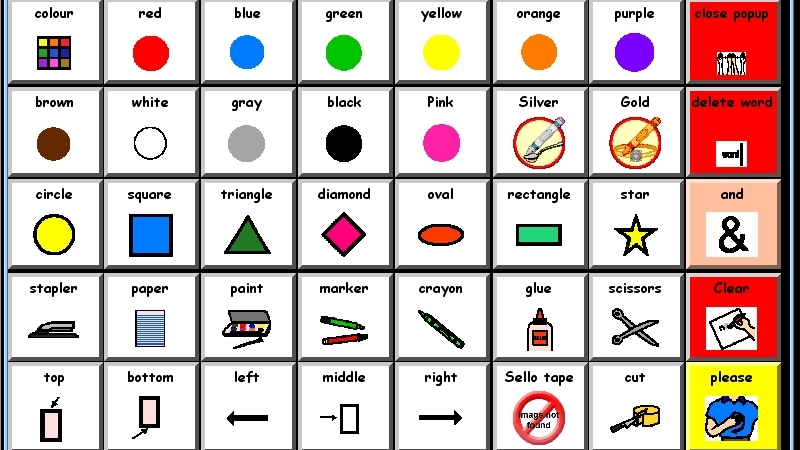 colour red blue green yellow orange purple close popup
brown white gray black Pink Silver Gold delete word
word
circle square triangle diamond oval rectangle star and
&
stapler paper paint marker crayon glue scissors Clear
GLUE
top bottom left middle right Sello tape cut please
Image not
found